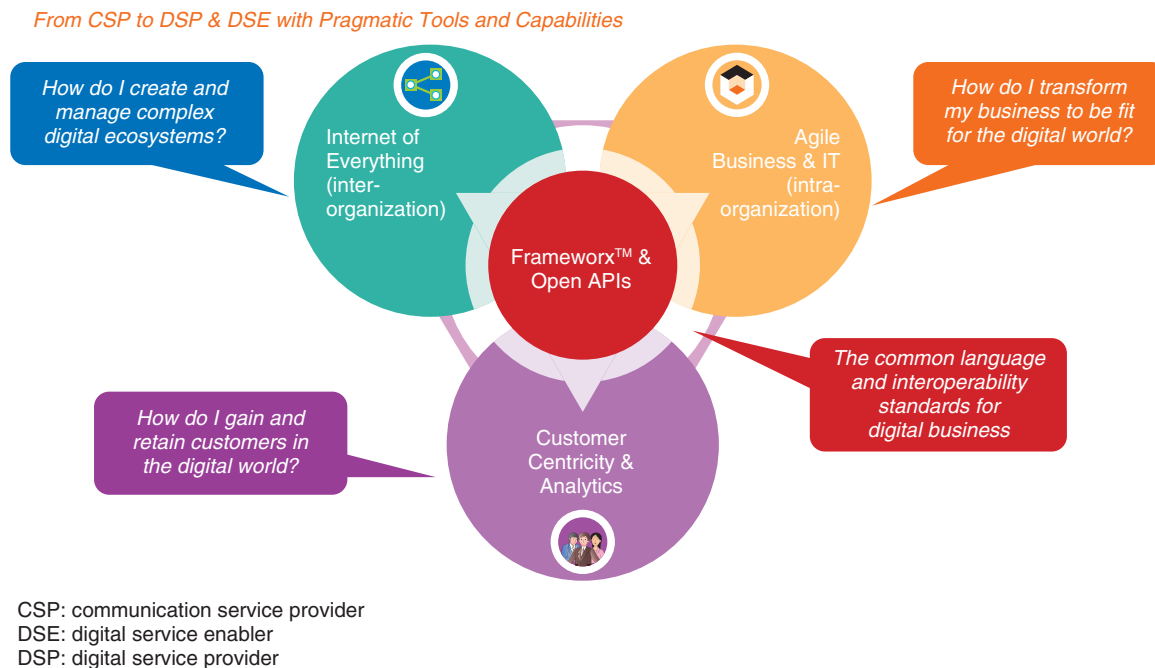 From CSP to DSP & DSE with Pragmatic Tools and Capabilities
How do I create and
manage complex
digital ecosystems?
Internet of
Everything
(inter-
organization)
Agile
Business & IT
(intra-
organization)
How do I transform
my business to be fit
for the digital world?
Frameworx™ &
Open APIs
The common language
and interoperability
standards for
digital business
How do I gain and
retain customers in
the digital world?
Customer
Centricity &
Analytics
CSP: communication service provider
DSE: digital service enabler
DSP: digital service provider